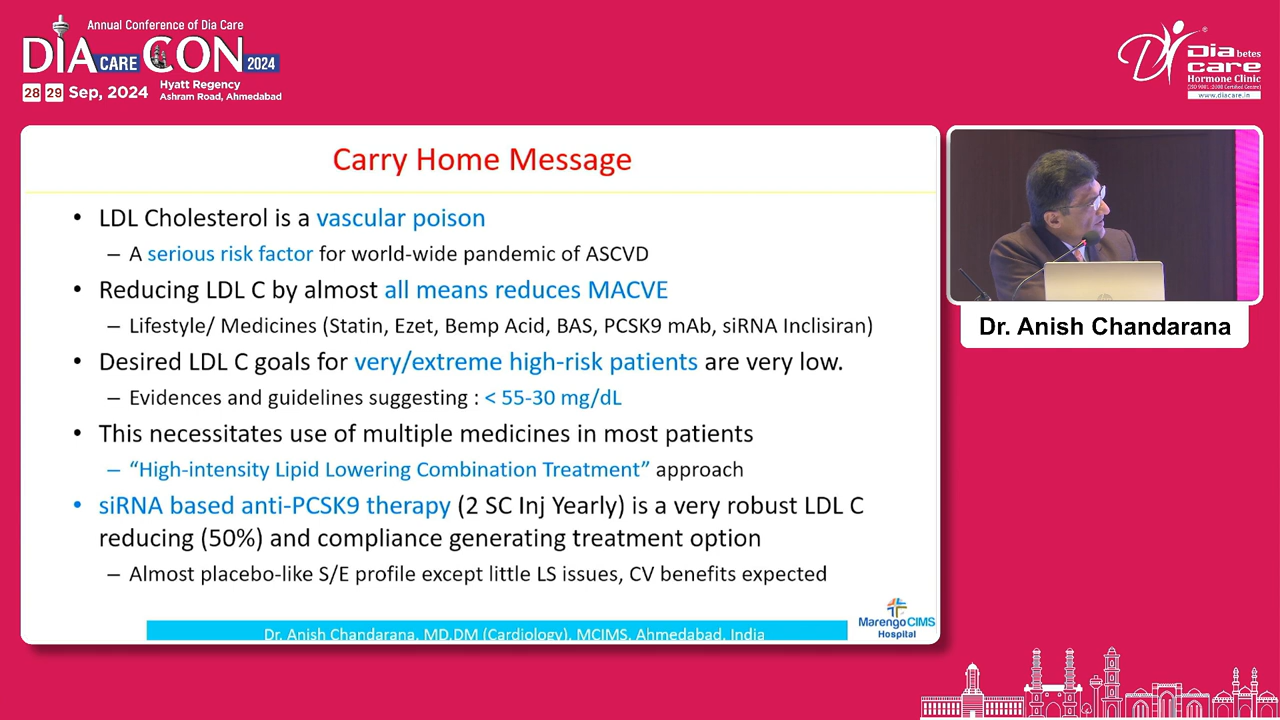 Annual Conference of Dia Care
DIA CARE CON 2024
28 29 Sep, 2024
Hyatt Regency
Ashram Road, Ahmedabad
Diabetes
care
Hormone Clinic
(ISO 9001:2008 Certified Centre)
www.diacare.in
Carry Home Message
• LDL Cholesterol is a vascular poison
– A serious risk factor for world-wide pandemic of ASCVD
• Reducing LDL C by almost all means reduces MACVE
– Lifestyle/ Medicines (Statin, Ezet, Bemp Acid, BAS, PCSK9 mAb, siRNA Inclisiran)
• Desired LDL C goals for very/extreme high-risk patients are very low.
– Evidences and guidelines suggesting : < 55-30 mg/dL
• This necessitates use of multiple medicines in most patients
– “High-intensity Lipid Lowering Combination Treatment” approach
• siRNA based anti-PCSK9 therapy (2 SC Inj Yearly) is a very robust LDL C
reducing (50%) and compliance generating treatment option
– Almost placebo-like S/E profile except little LS issues, CV benefits expected
Dr. Anish Chandarana, MD,DM (Cardiology), MCIMS, Ahmedabad, India
Marengo CIMS
Hospital
Dr. Anish Chandarana